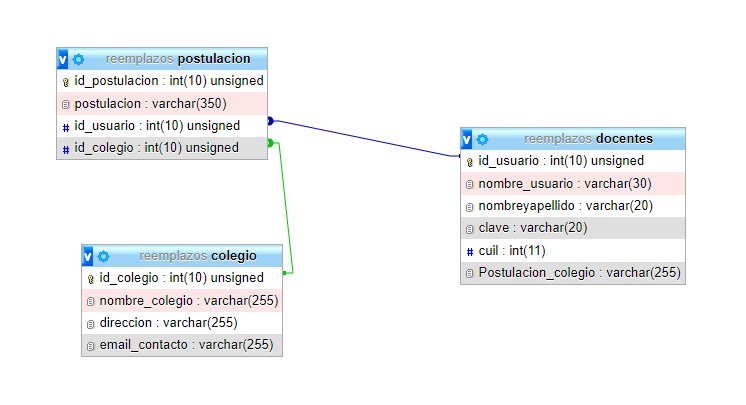 v reemplazos postulacion
id_postulacion : int(10) unsigned
postulacion : varchar(350)
# id_usuario : int(10) unsigned
# id_colegio : int(10) unsigned
v reemplazos docentes
id_usuario : int(10) unsigned
nombre_usuario : varchar(30)
nombreyapellido : varchar(20)
clave : varchar(20)
# cuil : int(11)
Postulacion_colegio : varchar(255)
v reemplazos colegio
id_colegio : int(10) unsigned
nombre_colegio : varchar(255)
direccion : varchar(255)
email_contacto : varchar(255)